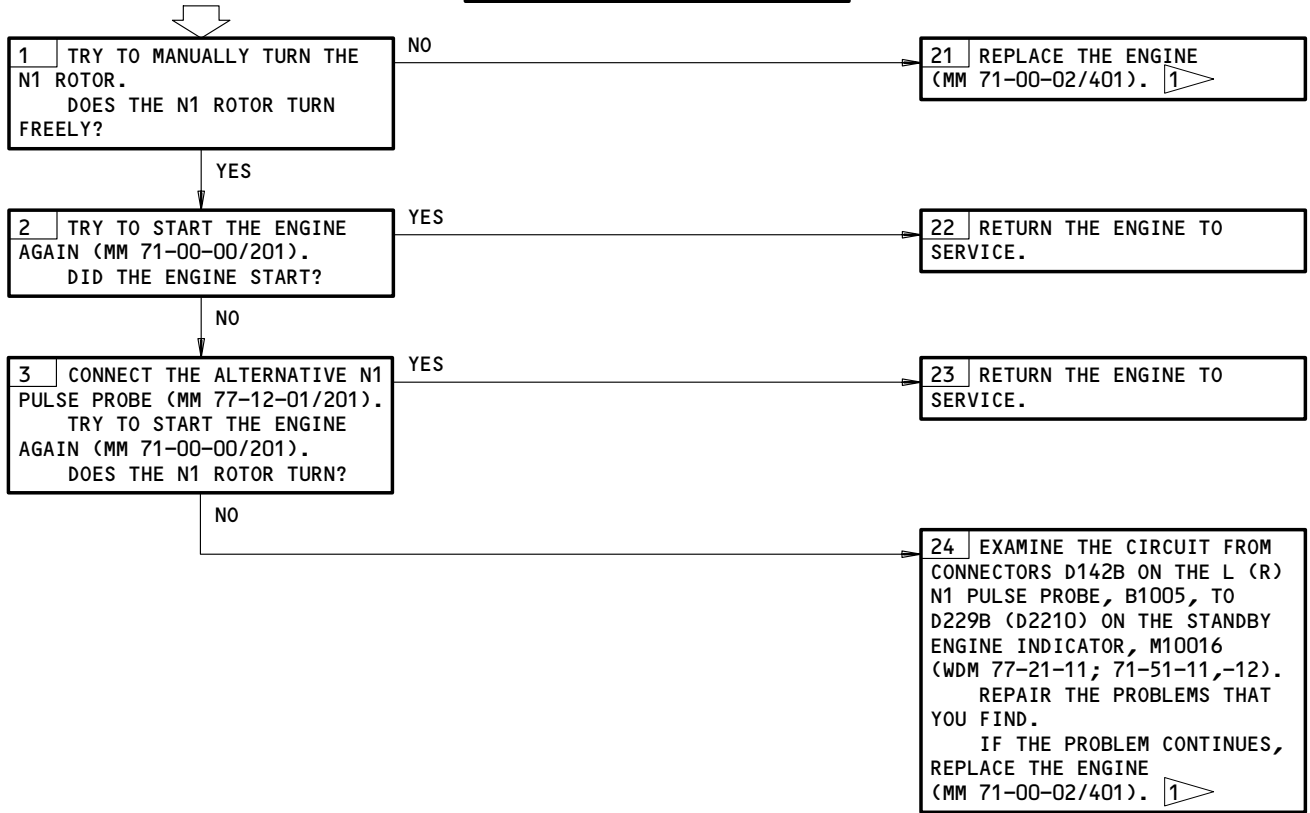 1 TRY TO MANUALLY TURN THE
N1 ROTOR.
DOES THE N1 ROTOR TURN
FREELY?
NO
21 REPLACE THE ENGINE
(MM 71-00-02/401). 1
YES
2 TRY TO START THE ENGINE
AGAIN (MM 71-00-00/201).
DID THE ENGINE START?
YES
22 RETURN THE ENGINE TO
SERVICE.
NO
3 CONNECT THE ALTERNATIVE N1
PULSE PROBE (MM 77-12-01/201).
TRY TO START THE ENGINE
AGAIN (MM 71-00-00/201).
DOES THE N1 ROTOR TURN?
YES
23 RETURN THE ENGINE TO
SERVICE.
NO
24 EXAMINE THE CIRCUIT FROM
CONNECTORS D142B ON THE L (R)
N1 PULSE PROBE, B1005, TO
D229B (D2210) ON THE STANDBY
ENGINE INDICATOR, M10016
(WDM 77-21-11; 71-51-11,-12).
REPAIR THE PROBLEMS THAT
YOU FIND.
IF THE PROBLEM CONTINUES,
REPLACE THE ENGINE
(MM 71-00-02/401). 1